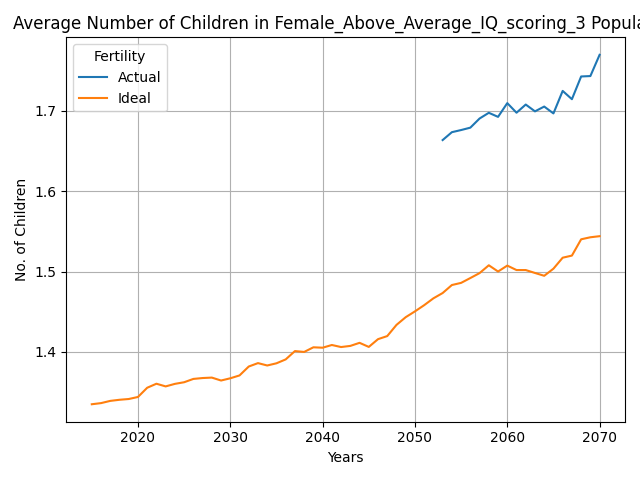 Average Number of Children in Female_Above_Average_IQ_scoring_3 Popula
Fertility
Actual
Ideal
No. of Children
1.7
1.6
1.5
1.4
2020 2030 2040 2050 2060 2070
Years